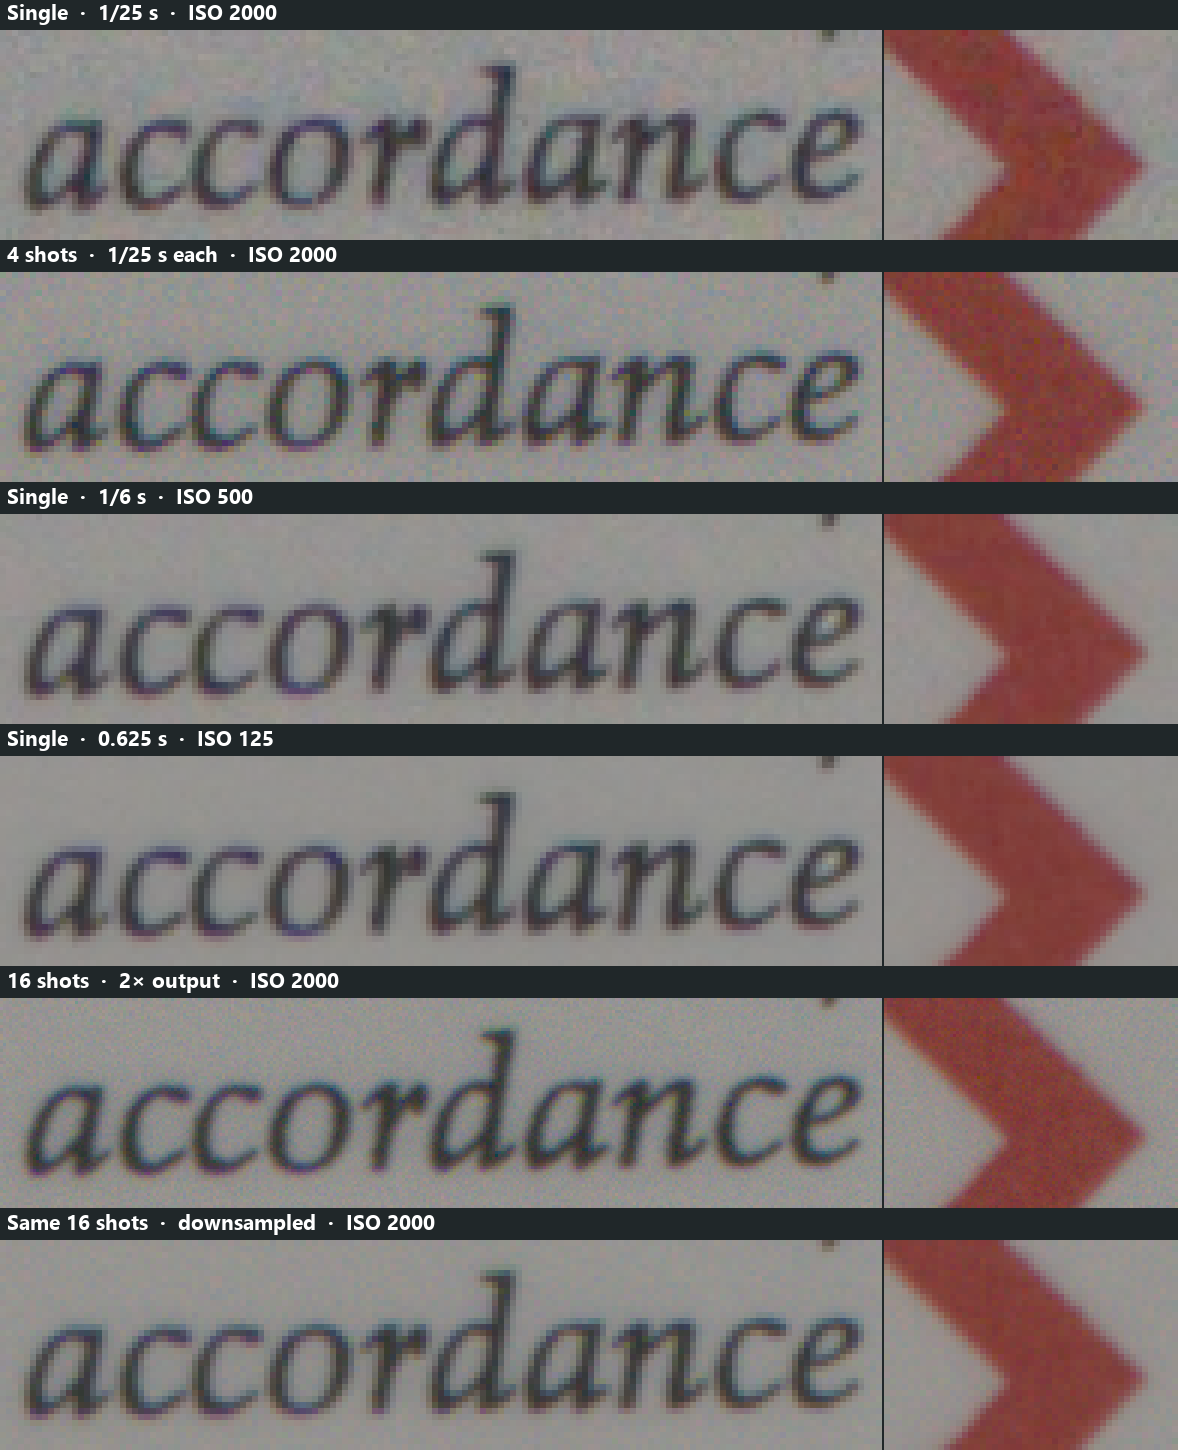 Single · 1/25 s · ISO 2000
accordance
4 shots · 1/25 s each · ISO 2000
accordance
Single · 1/6 s · ISO 500
accordance
Single · 0.625 s · ISO 125
accordance
16 shots · 2× output · ISO 2000
accordance
Same 16 shots · downsampled · ISO 2000
accordance